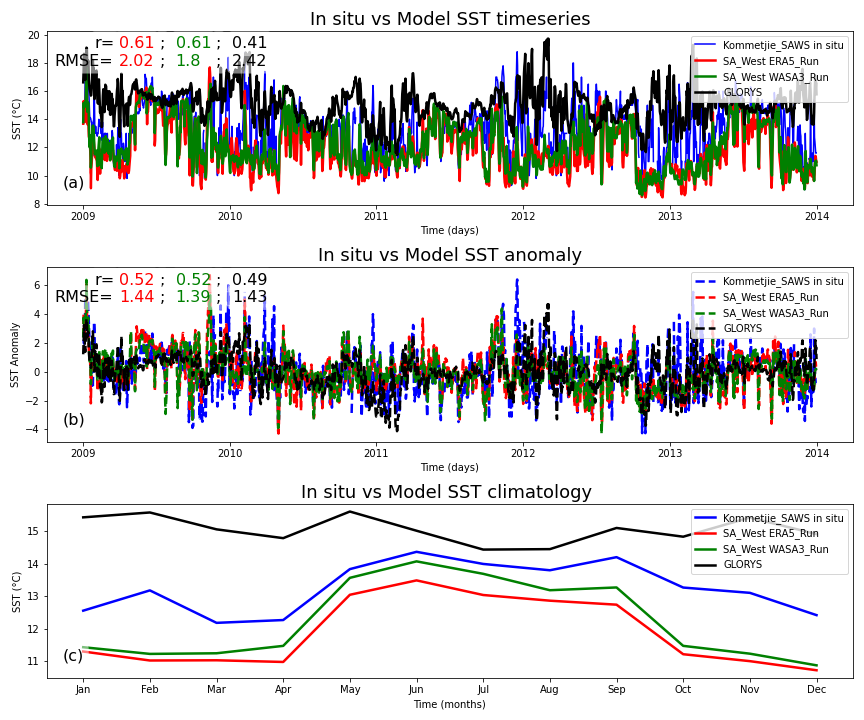 In situ vs Model SST timeseries
r= 0.61 ; 0.61 ; 0.41
RMSE= 2.02 ; 1.8 ; 2.42
Kommetjie_SAWS in situ
SA_West ERA5_Run
SA_West WASA3_Run
GLORYS
SST (°C)
20
18
16
14
12
10
8
(a)
2009 2010 2011 2012 2013 2014
Time (days)
In situ vs Model SST anomaly
r= 0.52 ; 0.52 ; 0.49
RMSE= 1.44 ; 1.39 ; 1.43
Kommetjie_SAWS in situ
SA_West ERA5_Run
SA_West WASA3_Run
GLORYS
SST Anomaly
6
4
2
0
−2
−4
(b)
2009 2010 2011 2012 2013 2014
Time (days)
In situ vs Model SST climatology
Kommetjie_SAWS in situ
SA_West ERA5_Run
SA_West WASA3_Run
GLORYS
SST (°C)
15
14
13
12
11
(c)
Jan Feb Mar Apr May Jun Jul Aug Sep Oct Nov Dec
Time (months)